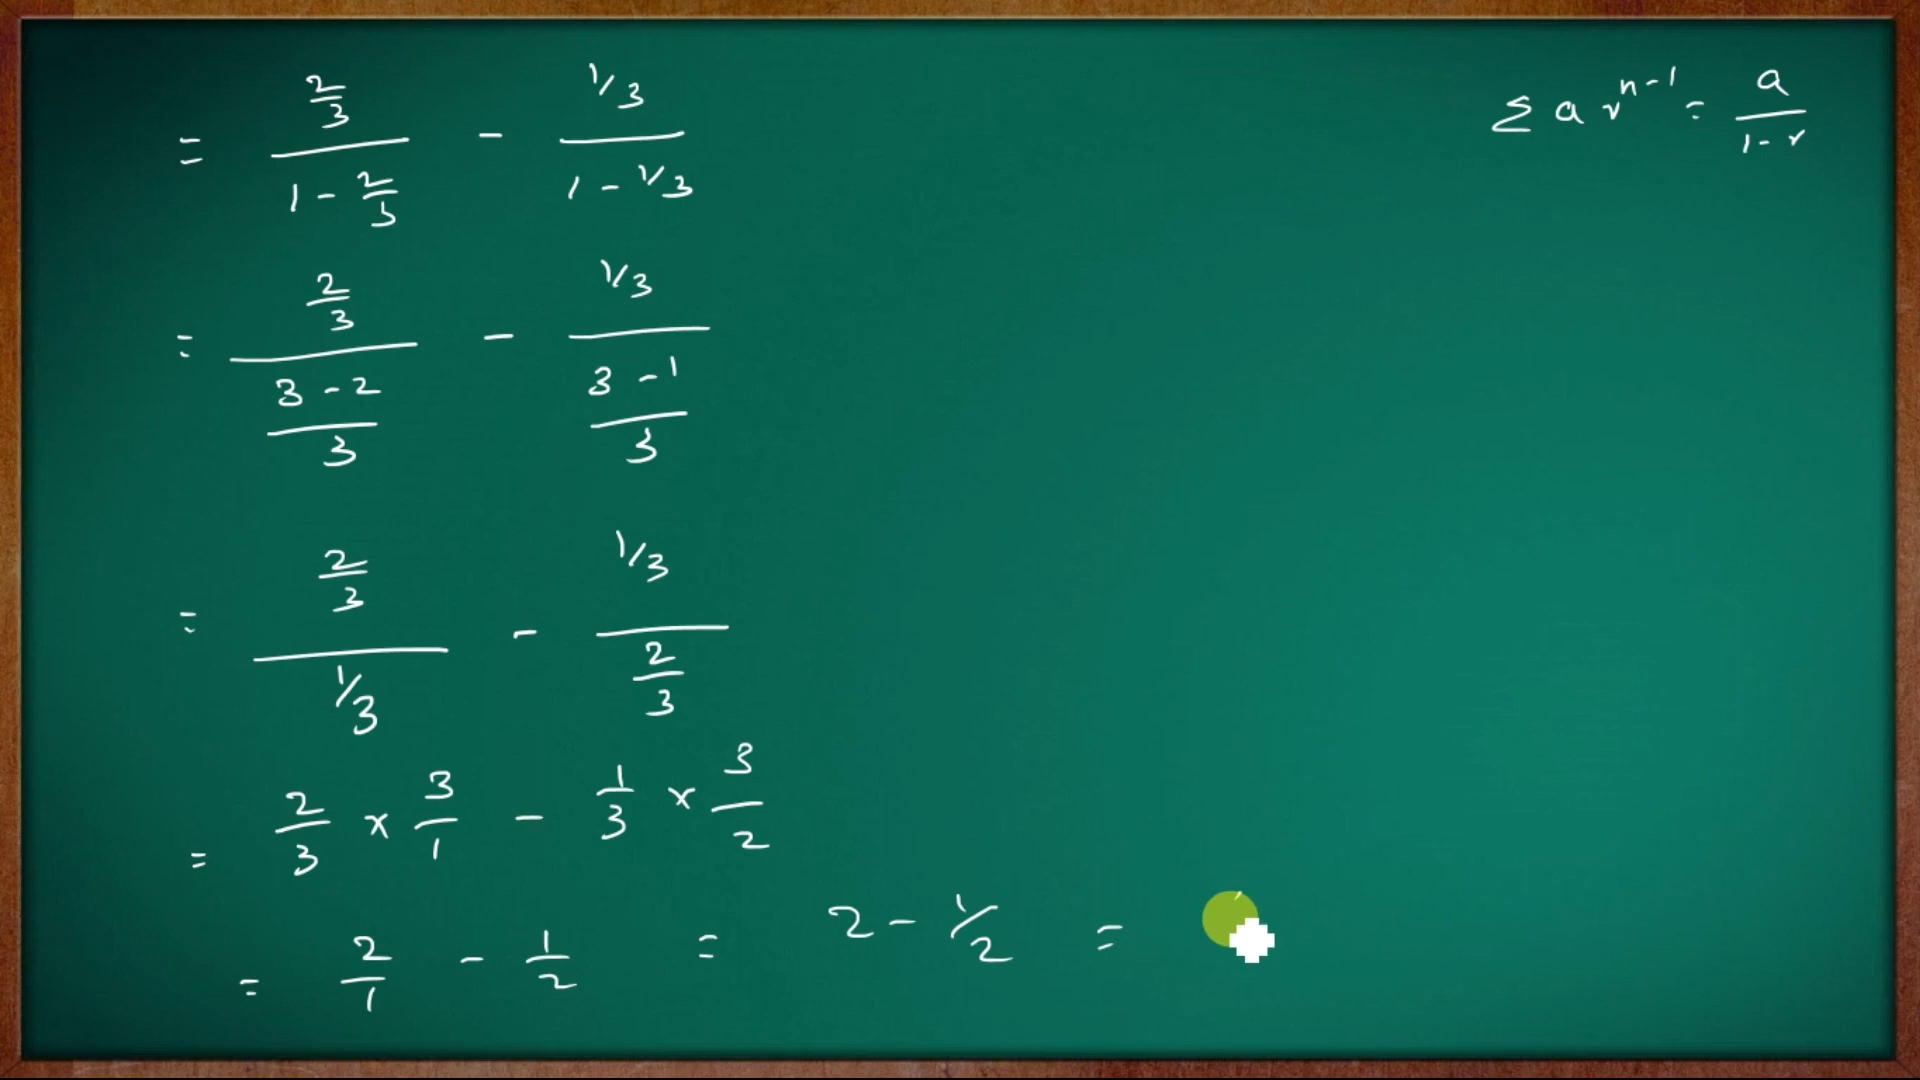 = (2/3)/(1 - 2/3) - (1/3)/(1 - 1/3)
Σ a r^(n-1) = a/(1-r)
= (2/3)/((3-2)/3) - (1/3)/((3-1)/3)
= (2/3)/(1/3) - (1/3)/(2/3)
= 2/3 × 3/1 - 1/3 × 3/2
= 2/1 - 1/2 = 2 - 1/2 =